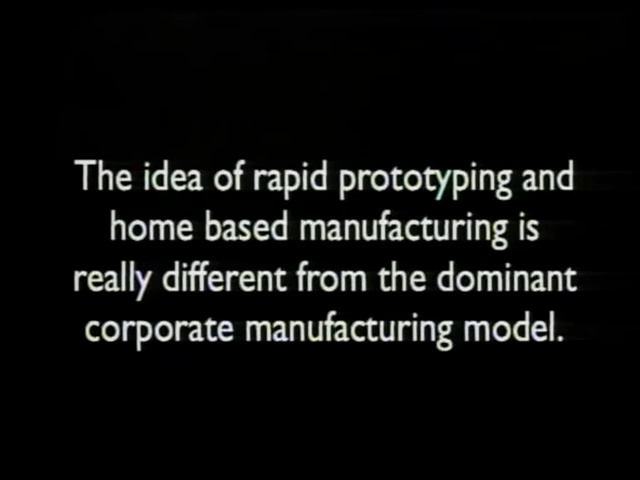 The idea of rapid prototyping and
home based manufacturing is
really different from the dominant
corporate manufacturing model.